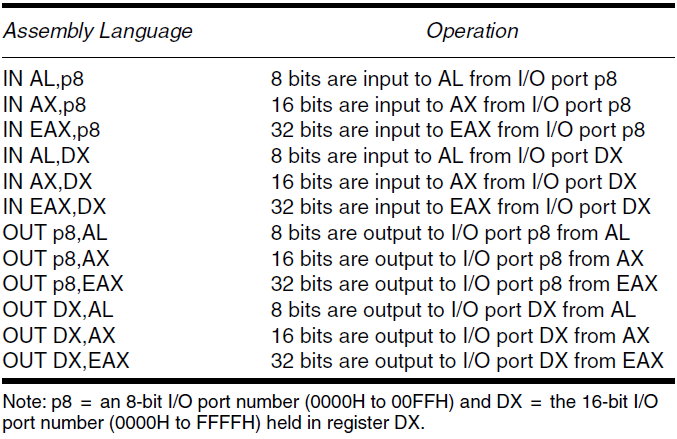 Assembly Language Operation
IN AL,p8 8 bits are input to AL from I/O port p8
IN AX,p8 16 bits are input to AX from I/O port p8
IN EAX,p8 32 bits are input to EAX from I/O port p8
IN AL,DX 8 bits are input to AL from I/O port DX
IN AX,DX 16 bits are input to AX from I/O port DX
IN EAX,DX 32 bits are input to EAX from I/O port DX
OUT p8,AL 8 bits are output to I/O port p8 from AL
OUT p8,AX 16 bits are output to I/O port p8 from AX
OUT p8,EAX 32 bits are output to I/O port p8 from EAX
OUT DX,AL 8 bits are output to I/O port DX from AL
OUT DX,AX 16 bits are output to I/O port DX from AX
OUT DX,EAX 32 bits are output to I/O port DX from EAX
Note: p8 = an 8-bit I/O port number (0000H to 00FFH) and DX = the 16-bit I/O
port number (0000H to FFFFH) held in register DX.